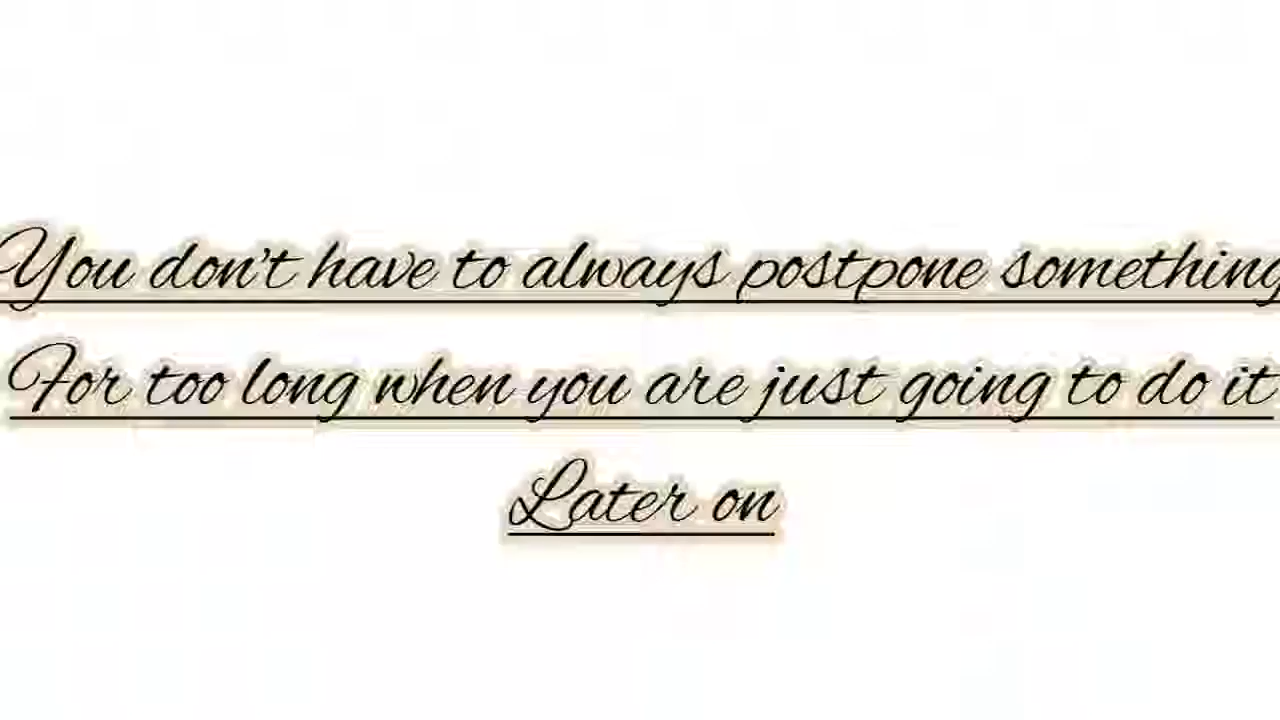 You don't have to always postpone something
For too long when you are just going to do it
Later on